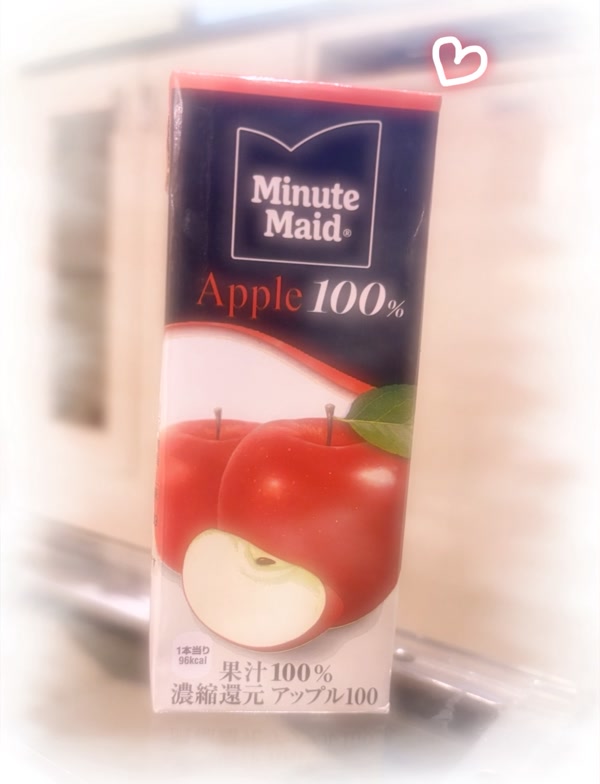 Minute
Maid®
Apple 100%
1本当り
96kcal
果汁100%
濃縮還元 アップル100